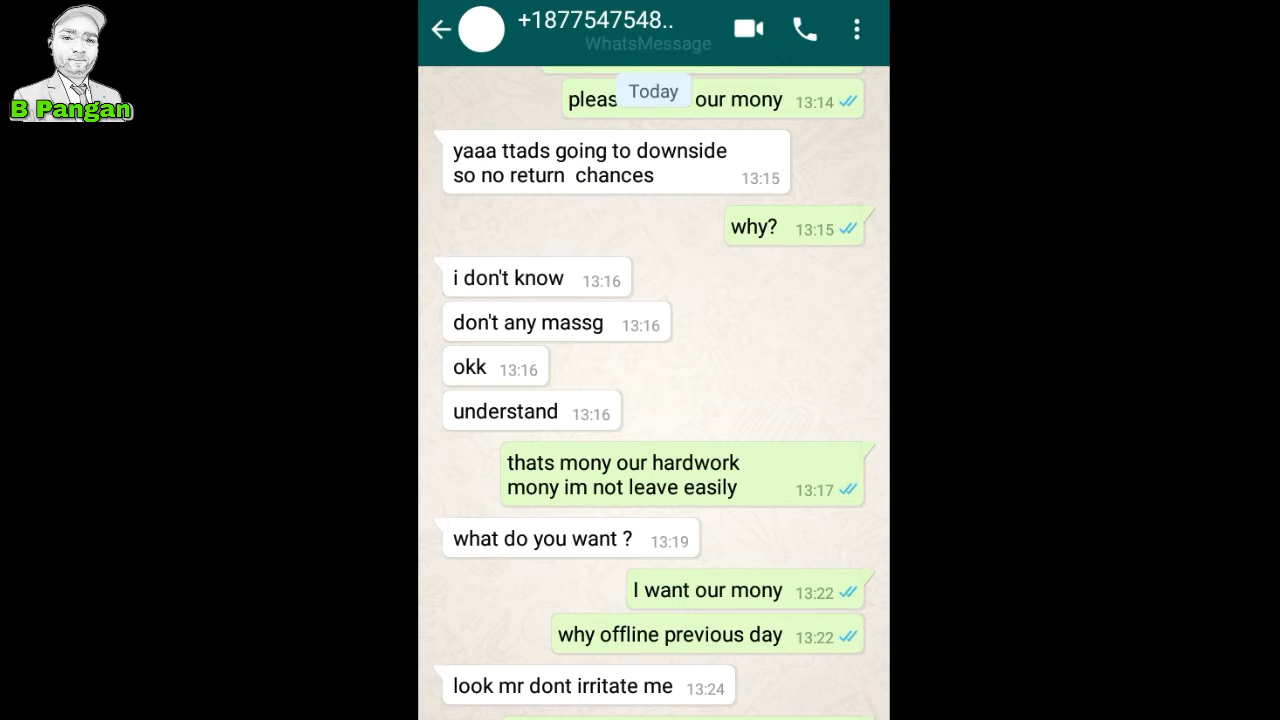 B Pangan
+1877547548..
WhatsMessage
Today
pleas our mony 13:14
yaaa ttads going to downside
so no return chances 13:15
why? 13:15
i don't know 13:16
don't any massg 13:16
okk 13:16
understand 13:16
thats mony our hardwork
mony im not leave easily 13:17
what do you want ? 13:19
I want our mony 13:22
why offline previous day 13:22
look mr dont irritate me 13:24